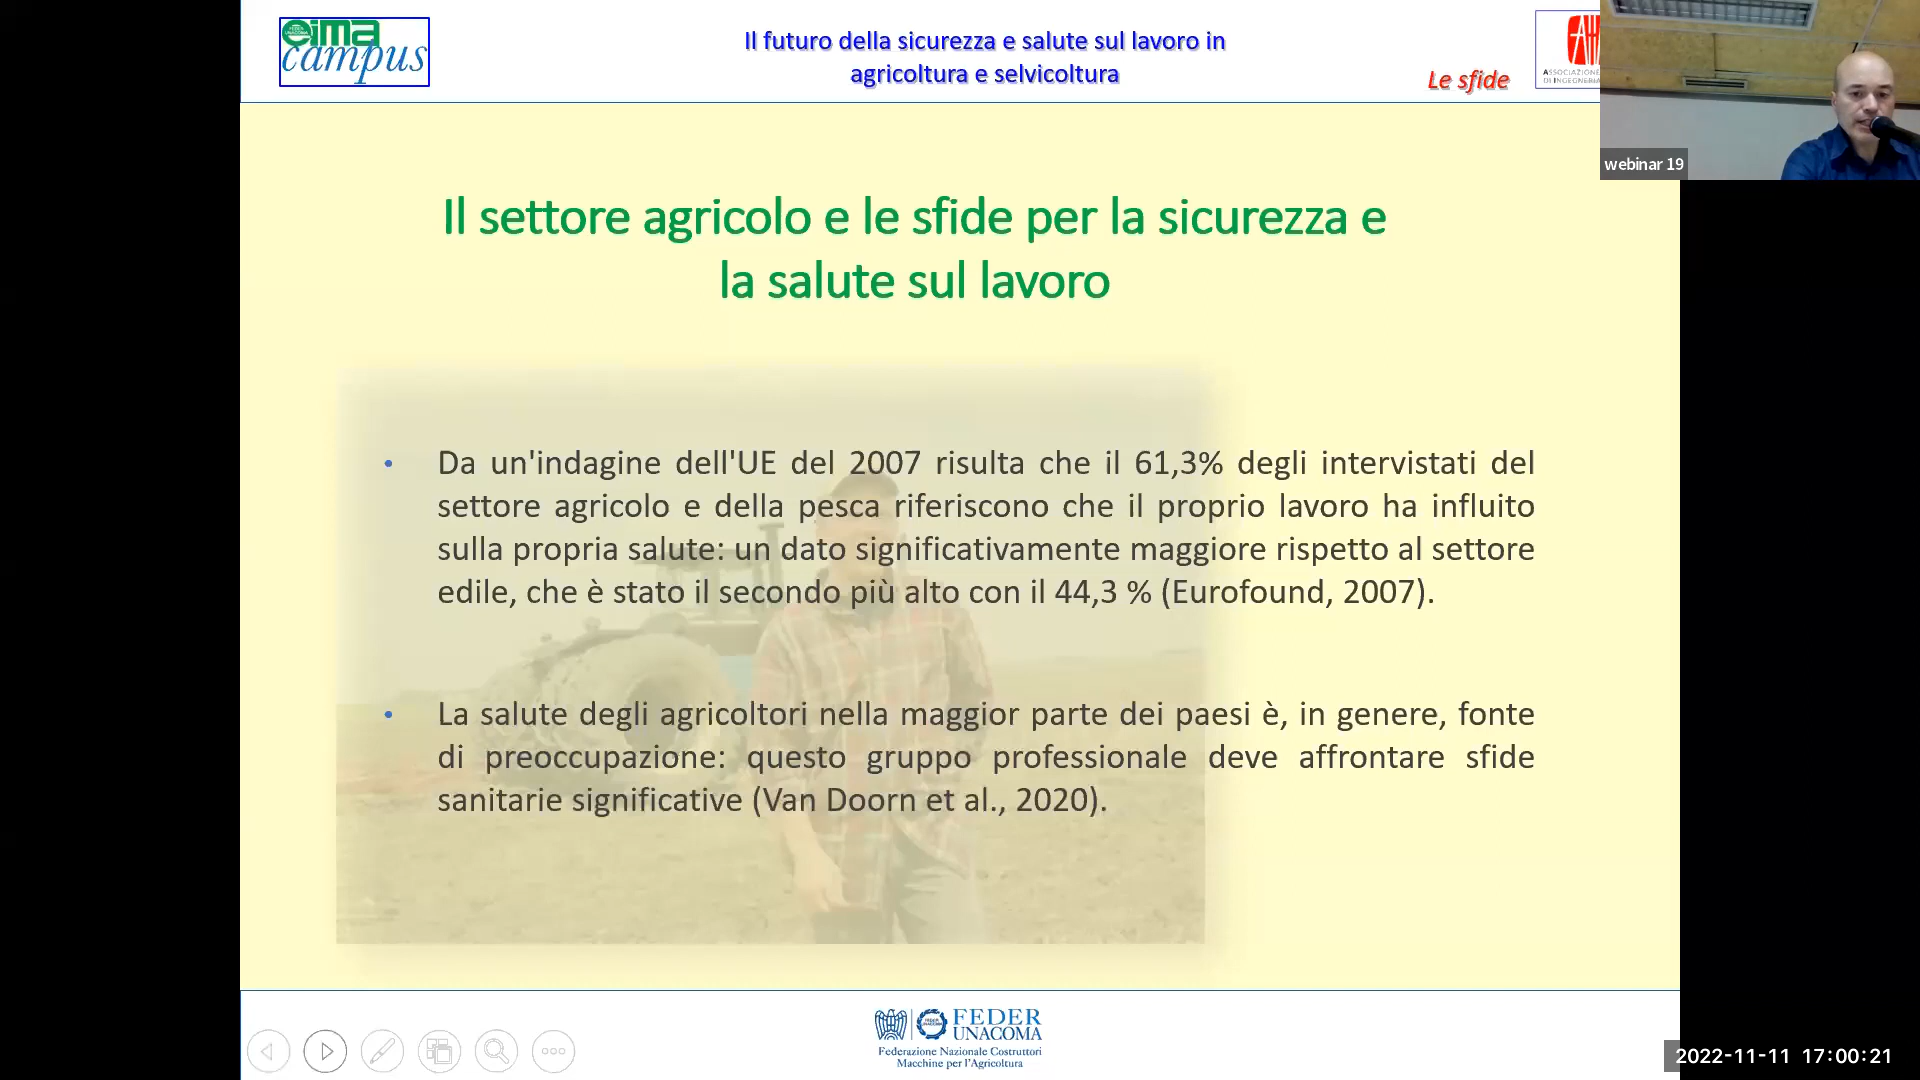 eima
campus
Il futuro della sicurezza e salute sul lavoro in
agricoltura e selvicoltura
Le sfide
ASSOCIAZIONE
DI INGEGNERIA
webinar 19
Il settore agricolo e le sfide per la sicurezza e
la salute sul lavoro
• Da un'indagine dell'UE del 2007 risulta che il 61,3% degli intervistati del
settore agricolo e della pesca riferiscono che il proprio lavoro ha influito
sulla propria salute: un dato significativamente maggiore rispetto al settore
edile, che è stato il secondo più alto con il 44,3 % (Eurofound, 2007).
• La salute degli agricoltori nella maggior parte dei paesi è, in genere, fonte
di preoccupazione: questo gruppo professionale deve affrontare sfide
sanitarie significative (Van Doorn et al., 2020).
FEDER
UNACOMA
Federazione Nazionale Costruttori
Macchine per l'Agricoltura
2022-11-11 17:00:21